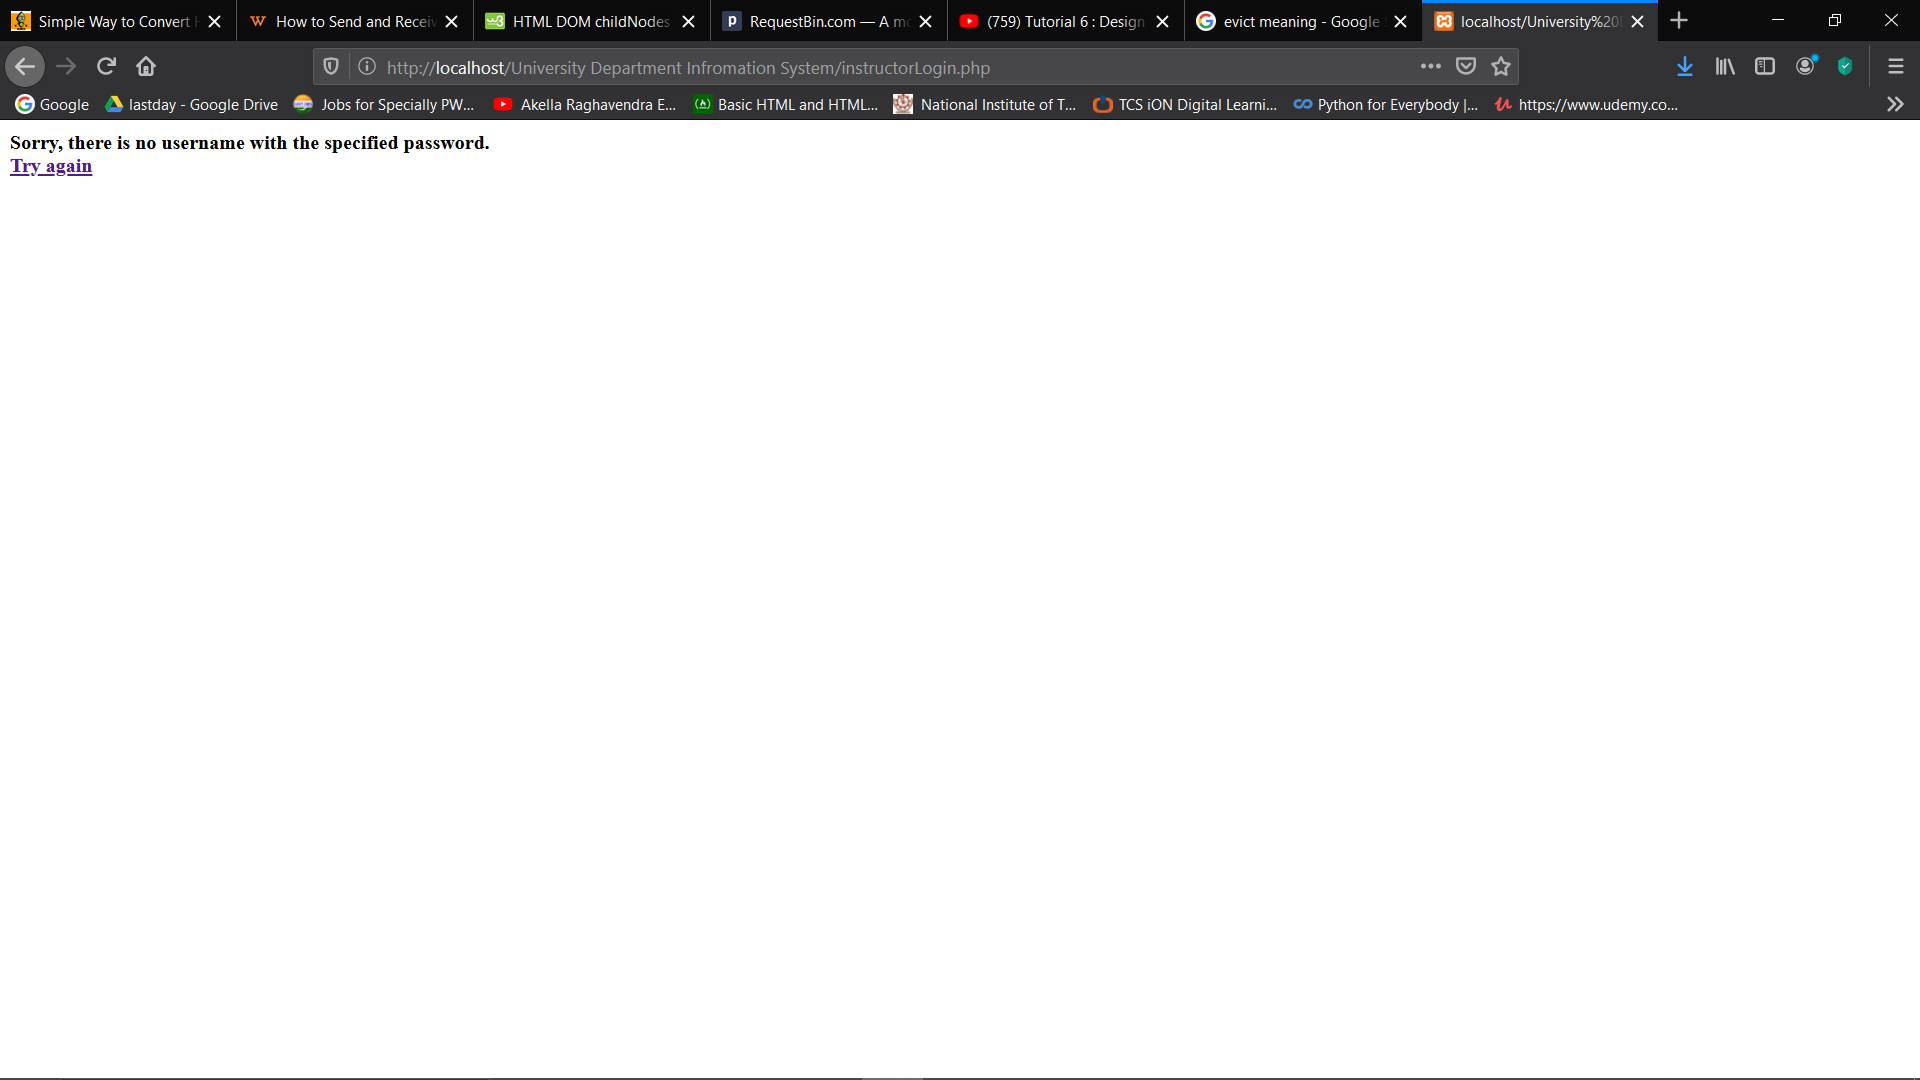 Simple Way to Convert
How to Send and Receiv
HTML DOM childNodes
RequestBin.com — A mo
(759) Tutorial 6 : Design
evict meaning - Google
localhost/University%20
http://localhost/University Department Infromation System/instructorLogin.php
Google
lastday - Google Drive
Jobs for Specially PW...
Akella Raghavendra E...
Basic HTML and HTML...
National Institute of T...
TCS iON Digital Learni...
Python for Everybody |...
https://www.udemy.co...
Sorry, there is no username with the specified password.
Try again